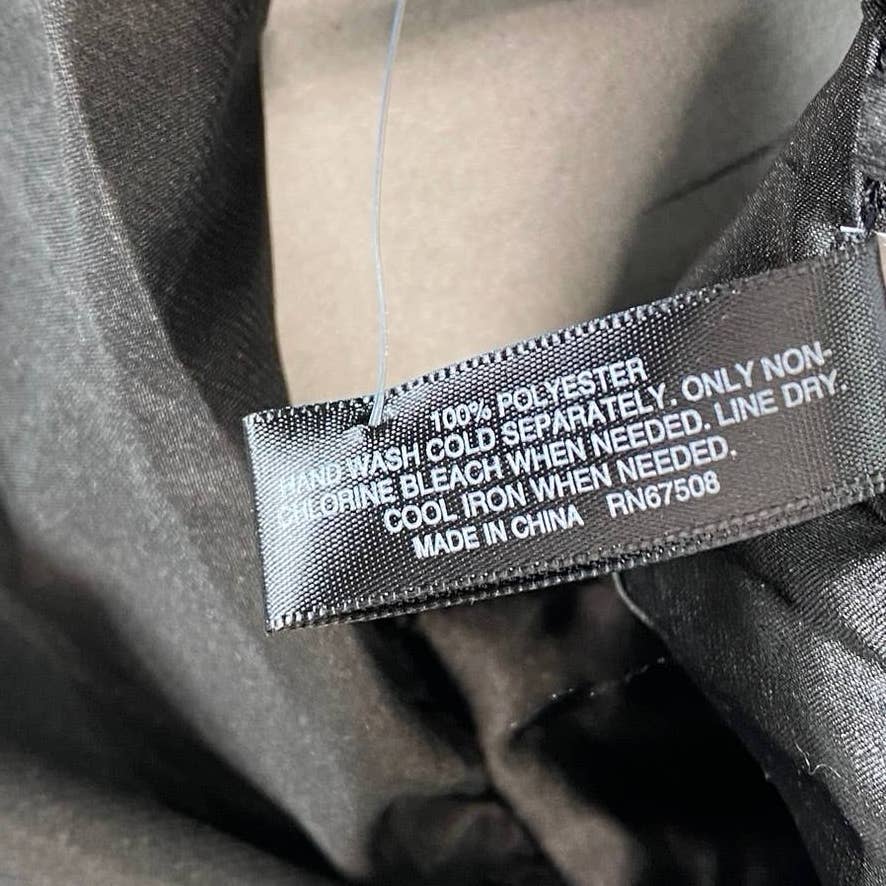 100% POLYESTER
HAND WASH COLD SEPARATELY. ONLY NON-
CHLORINE BLEACH WHEN NEEDED. LINE DRY.
COOL IRON WHEN NEEDED.
MADE IN CHINA RN67508